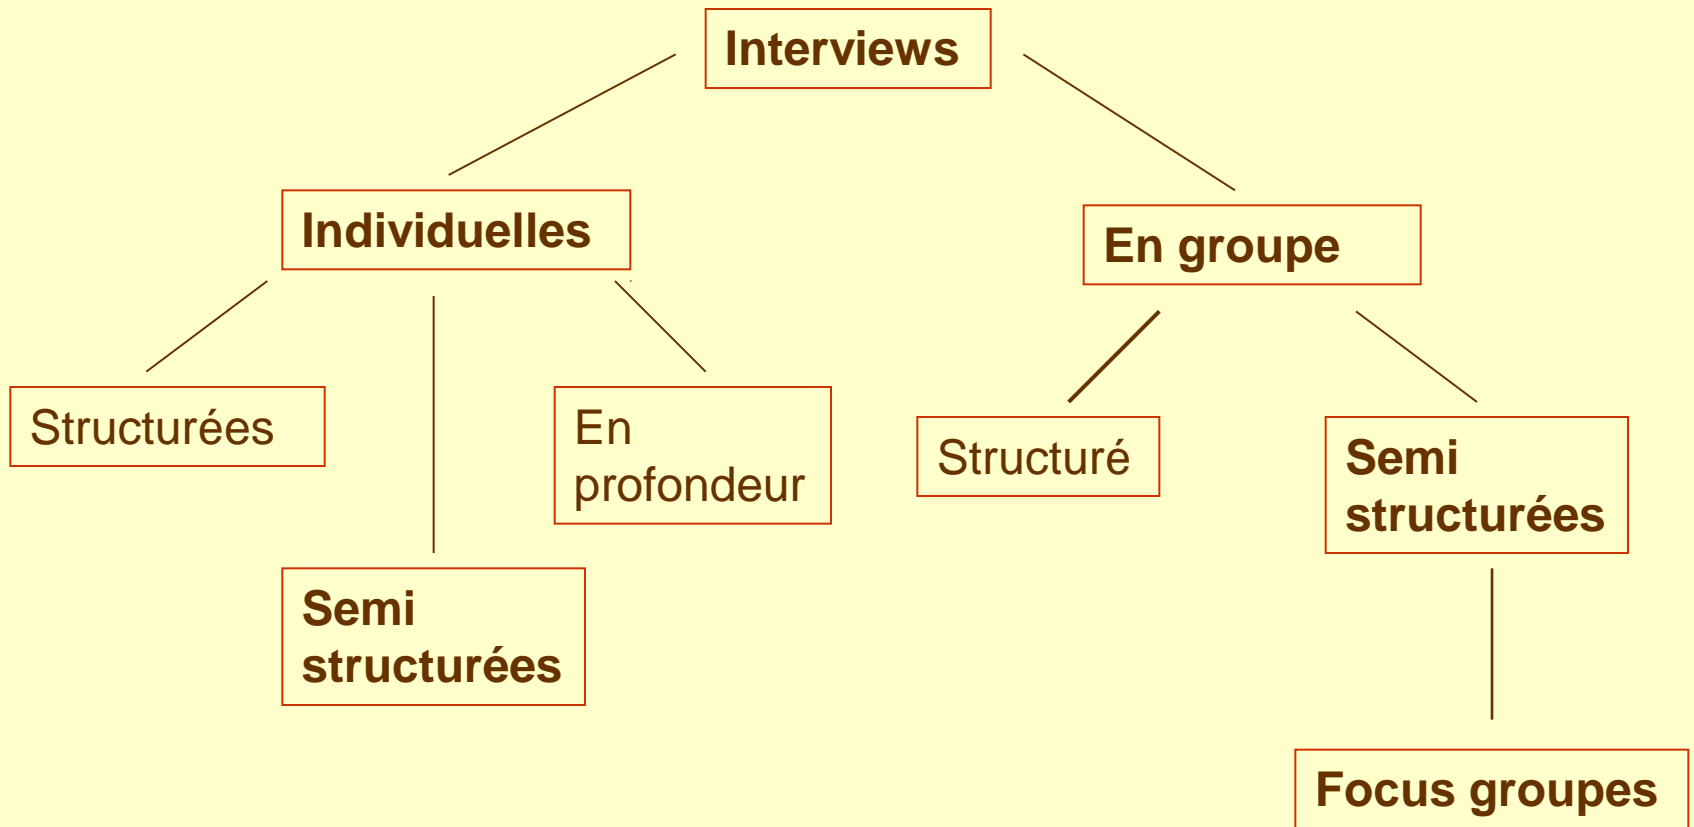 Interviews
Individuelles
En groupe
Structurées
En
profondeur
Structuré
Semi
structurées
Semi
structurées
Focus groupes